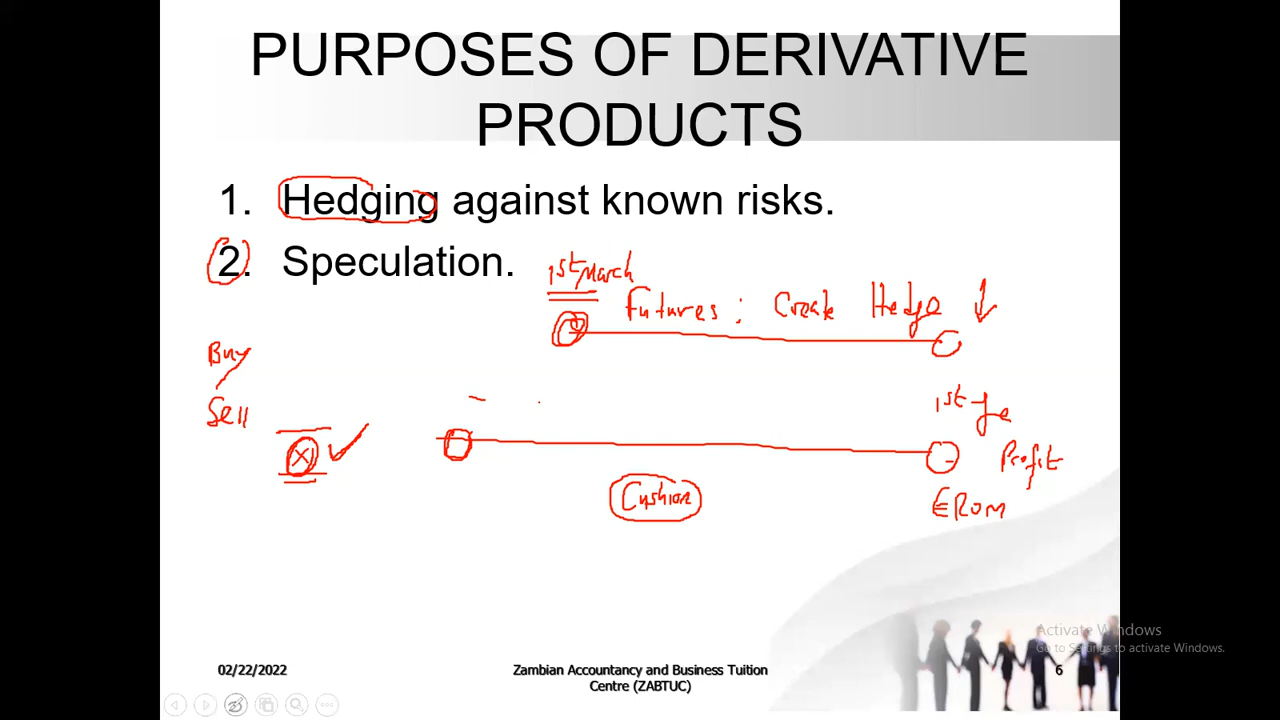 PURPOSES OF DERIVATIVE
PRODUCTS
1. Hedging against known risks.
2. Speculation.
1st March
Futures : Create Hedge
Buy
Sell
1st
Profit
Cushion
Activate Windows
Go to Settings to activate Windows.
02/22/2022
Zambian Accountancy and Business Tuition
Centre (ZABTUC)
6